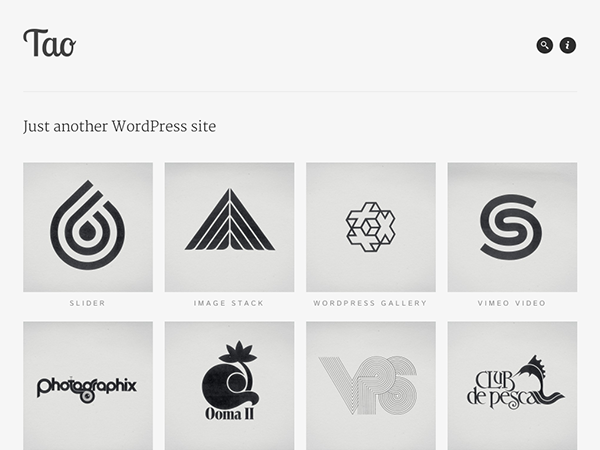 Tao
i
Just another WordPress site
SLIDER
IMAGE STACK
WORDPRESS GALLERY
VIMEO VIDEO
photographix
Ooma II
VPS
CLUB
de pesca